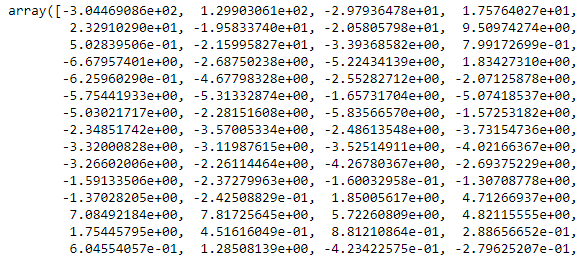 array([-3.04469086e+02, 1.29903061e+02, -2.97936478e+01, 1.75764027e+01,
2.32910290e+01, -1.95833740e+01, -2.05805798e+01, 9.50974274e+00,
5.02839506e-01, -2.15995827e+01, -3.39368582e+00, 7.99172699e-01,
-6.67957401e+00, -2.68750238e+00, -5.22434139e+00, 1.83427310e+00,
-6.25960290e-01, -4.67798328e+00, -2.55282712e+00, -2.07125878e+00,
-5.75441933e+00, -5.31332874e+00, -1.65731704e+00, -5.07418537e+00,
-5.03021717e+00, -2.28151608e+00, -5.83566570e+00, -1.57253182e+00,
-2.34851742e+00, -3.57005334e+00, -2.48613548e+00, -3.73154736e+00,
-3.32000828e+00, -3.11987615e+00, -3.52514911e+00, -4.02166367e+00,
-3.26602006e+00, -2.26114464e+00, -4.26780367e+00, -2.69375229e+00,
-1.59133506e+00, -2.37279963e+00, -1.60032958e-01, -1.30708778e+00,
-1.37028205e+00, -2.42508829e-01, 1.85005617e+00, 4.71266937e+00,
7.08492184e+00, 7.81725645e+00, 5.72260809e+00, 4.82115555e+00,
1.75445795e+00, 4.51616049e-01, 8.81210864e-01, 2.88656652e-01,
6.04554057e-01, 1.28508139e+00, -4.23422575e-01, -2.79625207e-01,